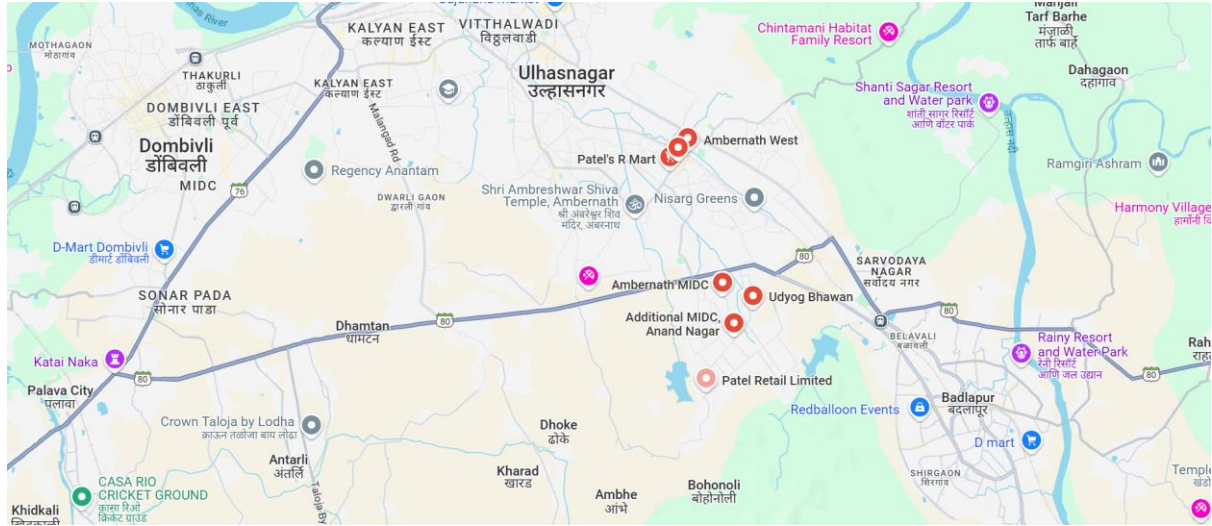 KALYAN EAST
कल्याण ईस्ट
VITTHALWADI
विठ्ठलवाडी
Chintamani Habitat
Family Resort
Tarf Barhe
मंजाळी
तार्फ बार्हे
MOTHAGAON
मोठागांव
THAKURLI
ठाकुली
KALYAN EAST
कल्याण ईस्ट
Ulhasnagar
उल्हासनगर
Dahagaon
दहागाव
DOMBIVLI EAST
डोंबिवली पूर्व
Malangad Rd
Shanti Sagar Resort
and Water park
शांती सागर रिसॉर्ट
आणि वॉटर पार्क
उल्हास नदी
Dombivli
डोंबिवली
MIDC
Ambernath West
Patel's R Mart
Regency Anantam
Ramgiri Ashram
76
DWARLI GAON
द्वारली गांव
Shri Ambreshwar Shiva
Temple, Ambernath
श्री अंबरेश्वर शिव
मंदिर, अंबरनाथ
Nisarg Greens
Harmony Village
D-Mart Dombivli
डीमार्ट डोंबिवली
80
SARVODAYA
NAGAR
सर्वोदय नगर
SONAR PADA
सोनार पाडा
Ambernath MIDC
Udyog Bhawan
Additional MIDC,
Anand Nagar
Dhamtan
धामटन
80
80
BELAVALI
बेळावली
Katai Naka
80
Rainy Resort
and Water Park
रेनी रिसॉर्ट
आणि जल उद्यान
80
Palava City
पलावा
Patel Retail Limited
Badlapur
बदलापूर
Redballoon Events
Crown Taloja by Lodha
क्राऊन तळोजा बाय लोढा
Dhoke
ढोके
D mart
Antarli
अंतर्लि
Kharad
खारड
SHIRGAON
शिरगाव
CASA RIO
CRICKET GROUND
कासा रिओ
क्रिकेट ग्राउंड
Taloja By
Ambhe
आंभे
Bohonoli
बोहोनोली
Khidkali